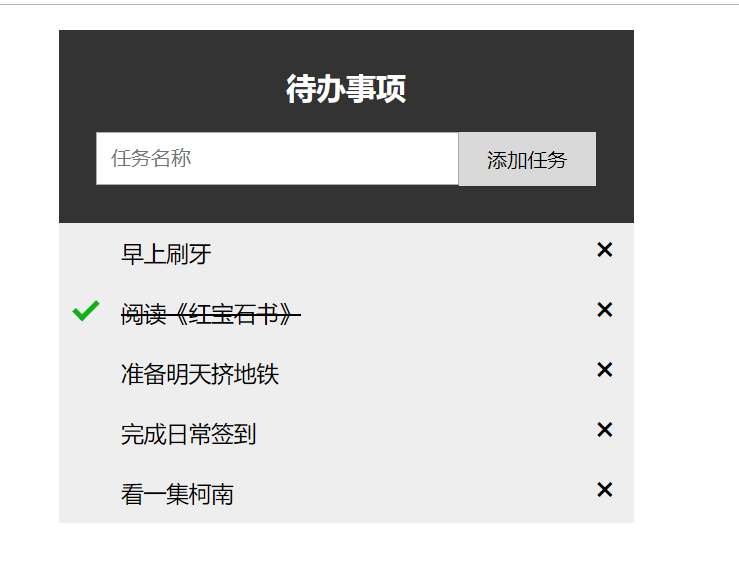 待办事项
任务名称
添加任务
早上刷牙
阅读《红宝石书》
准备明天挤地铁
完成日常签到
看一集柯南